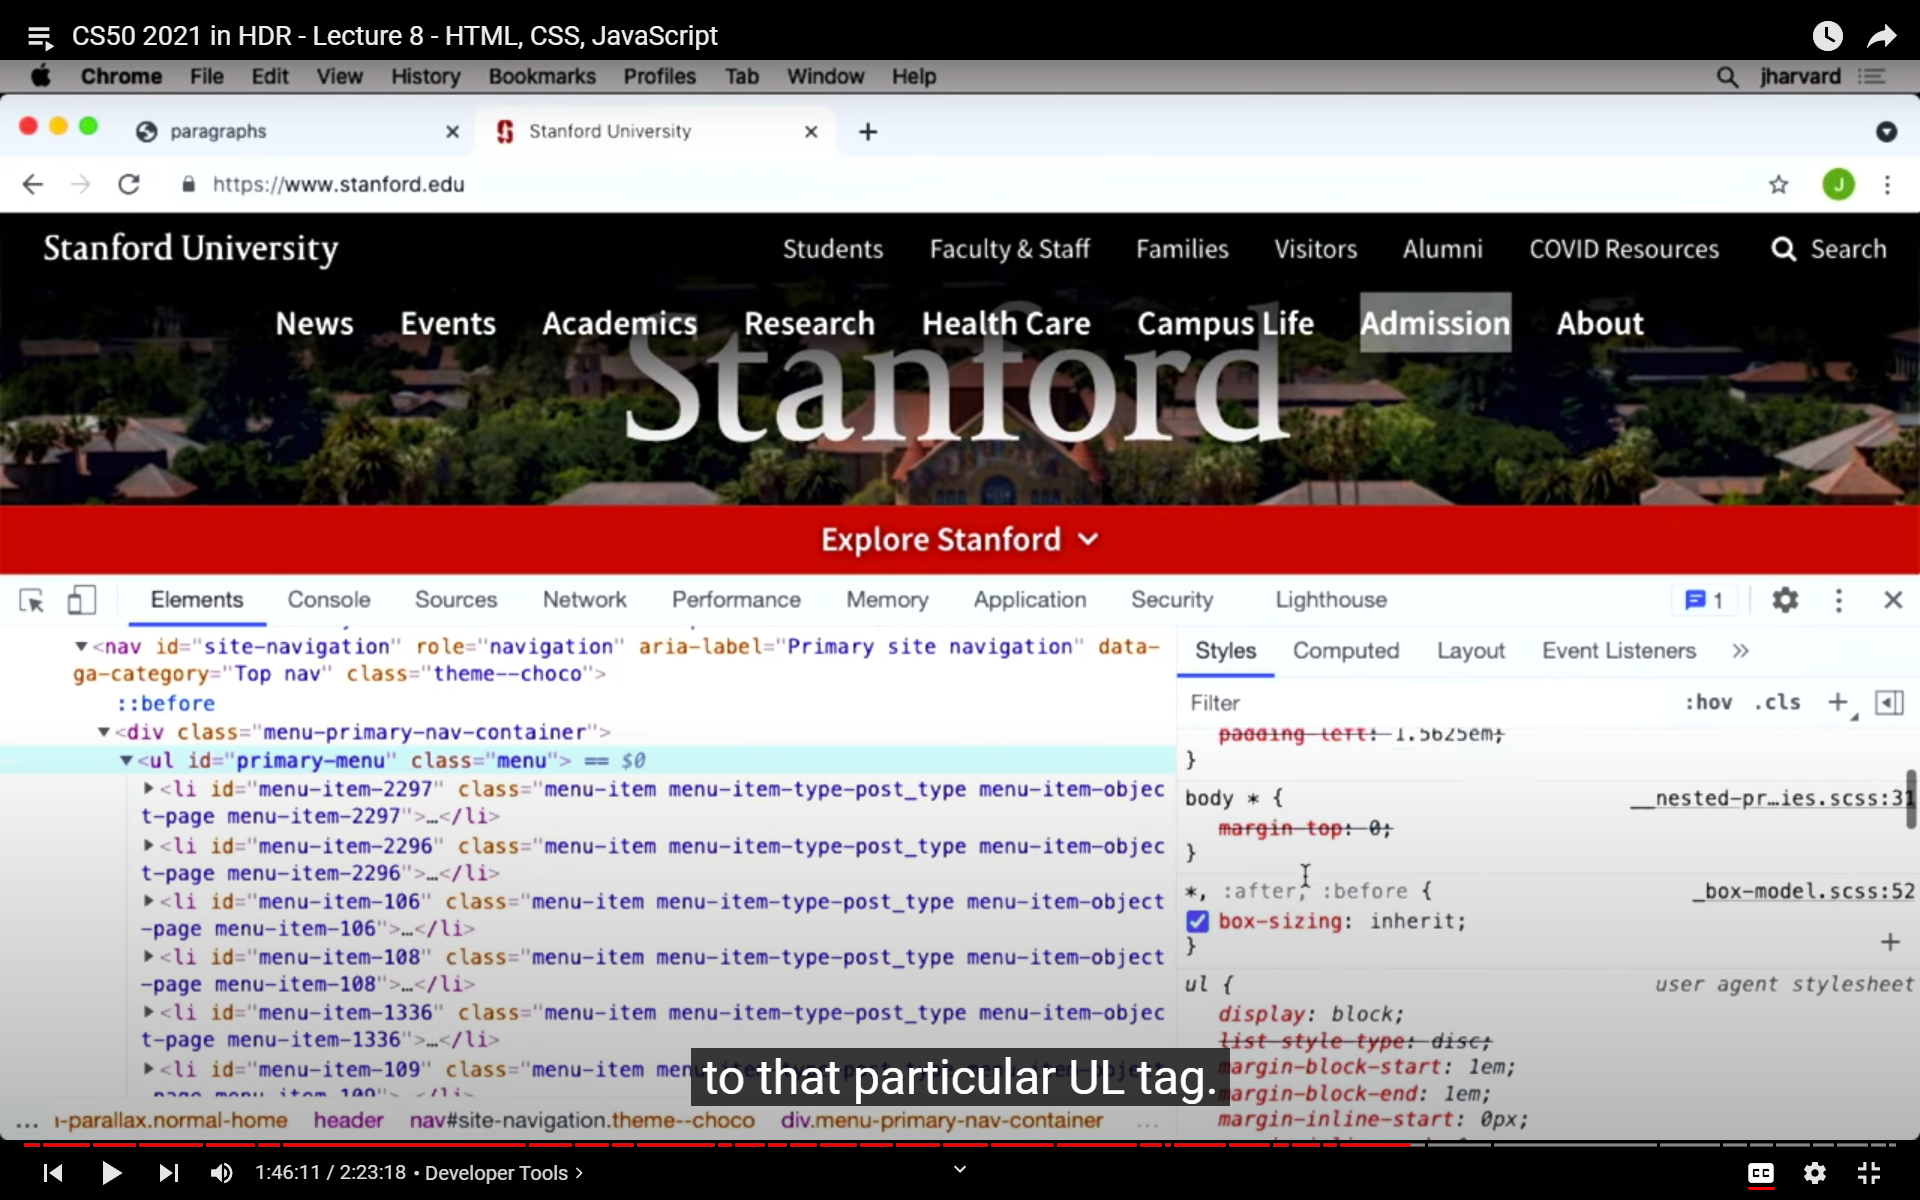 CS50 2021 in HDR - Lecture 8 - HTML, CSS, JavaScript
Chrome File Edit View History Bookmarks Profiles Tab Window Help jharvard
paragraphs Stanford University
https://www.stanford.edu J
Stanford University Students Faculty & Staff Families Visitors Alumni COVID Resources Search
News Events Academics Research Health Care Campus Life Admission About
Stanford
Explore Stanford
Elements Console Sources Network Performance Memory Application Security Lighthouse 1
<nav id="site-navigation" role="navigation" aria-label="Primary site navigation" data-
ga-category="Top nav" class="theme--choco">
::before
<div class="menu-primary-nav-container">
<ul id="primary-menu" class="menu"> == $0
<li id="menu-item-2297" class="menu-item menu-item-type-post_type menu-item-objec
t-page menu-item-2297">…</li>
<li id="menu-item-2296" class="menu-item menu-item-type-post_type menu-item-objec
t-page menu-item-2296">…</li>
<li id="menu-item-106" class="menu-item menu-item-type-post_type menu-item-object
-page menu-item-106">…</li>
<li id="menu-item-108" class="menu-item menu-item-type-post_type menu-item-object
-page menu-item-108">…</li>
<li id="menu-item-1336" class="menu-item menu-item-type-post_type menu-item-objec
t-page menu-item-1336">…</li>
<li id="menu-item-109" class="menu-item
... ı-parallax.normal-home header nav#site-navigation.theme--choco div.menu-primary-nav-container ...
Styles Computed Layout Event Listeners »
Filter :hov .cls +
padding-left: 1.5625em;
}
body * { __nested-pr…ies.scss:31
margin-top: 0;
}
*, :after, :before { _box-model.scss:52
box-sizing: inherit;
}
ul { user agent stylesheet
display: block;
list-style-type: disc;
margin-block-start: 1em;
margin-block-end: 1em;
margin-inline-start: 0px;
to that particular UL tag.
1:46:11 / 2:23:18 • Developer Tools ›
CC